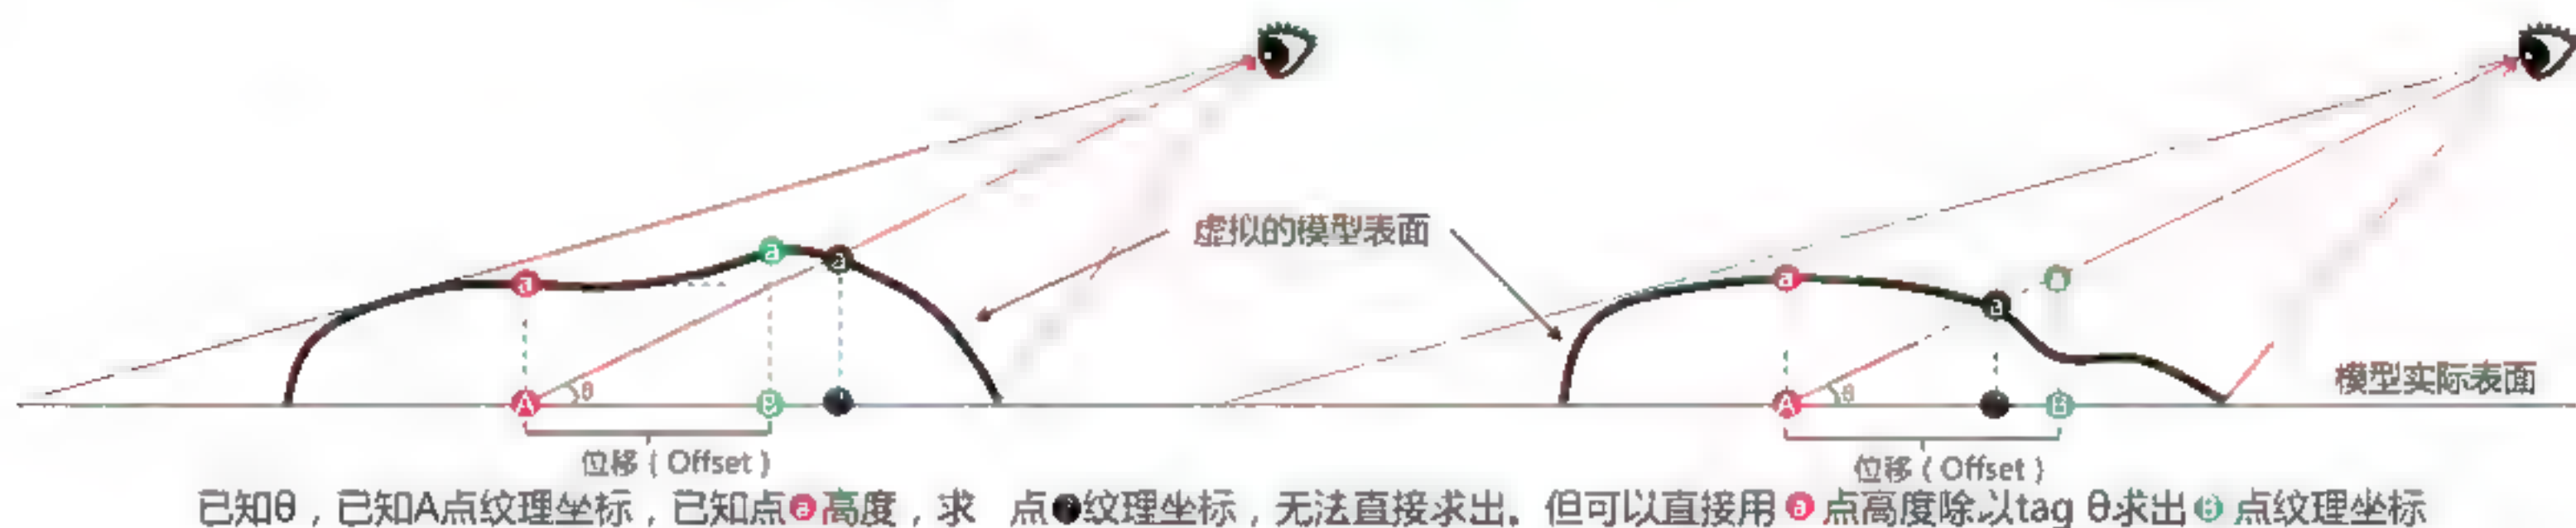 虚拟的模型表面
a a a a a a
θ θ
模型实际表面
A B A B
位移（Offset） 位移（Offset）
已知θ，已知A点纹理坐标，已知点a高度，求 点纹理坐标，无法直接求出。但可以直接用a点高度除以tag θ求出B点纹理坐标